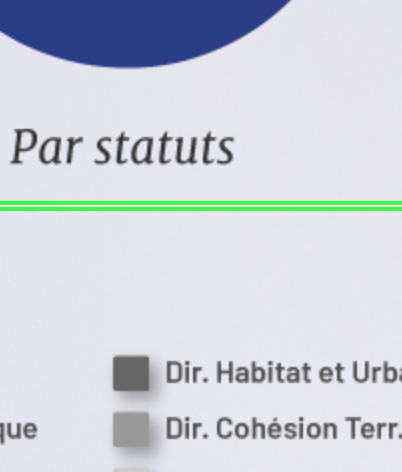 Par statuts
Dir. Habitat et Urba
que
Dir. Cohésion Terr.